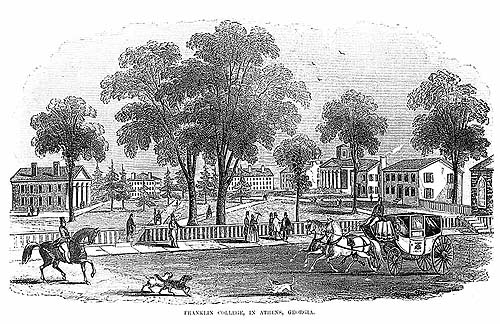 FRANKLIN COLLEGE, IN ATHENS, GEORGIA.